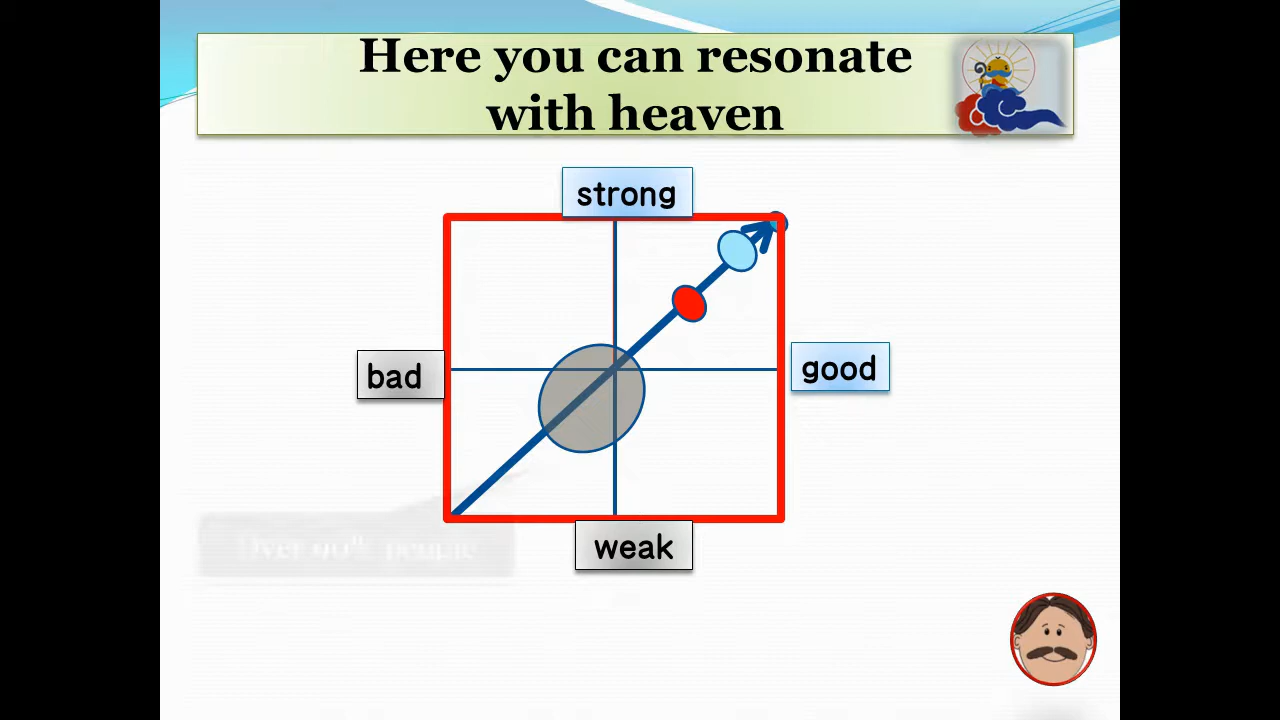 Here you can resonate
with heaven
strong
bad
good
weak